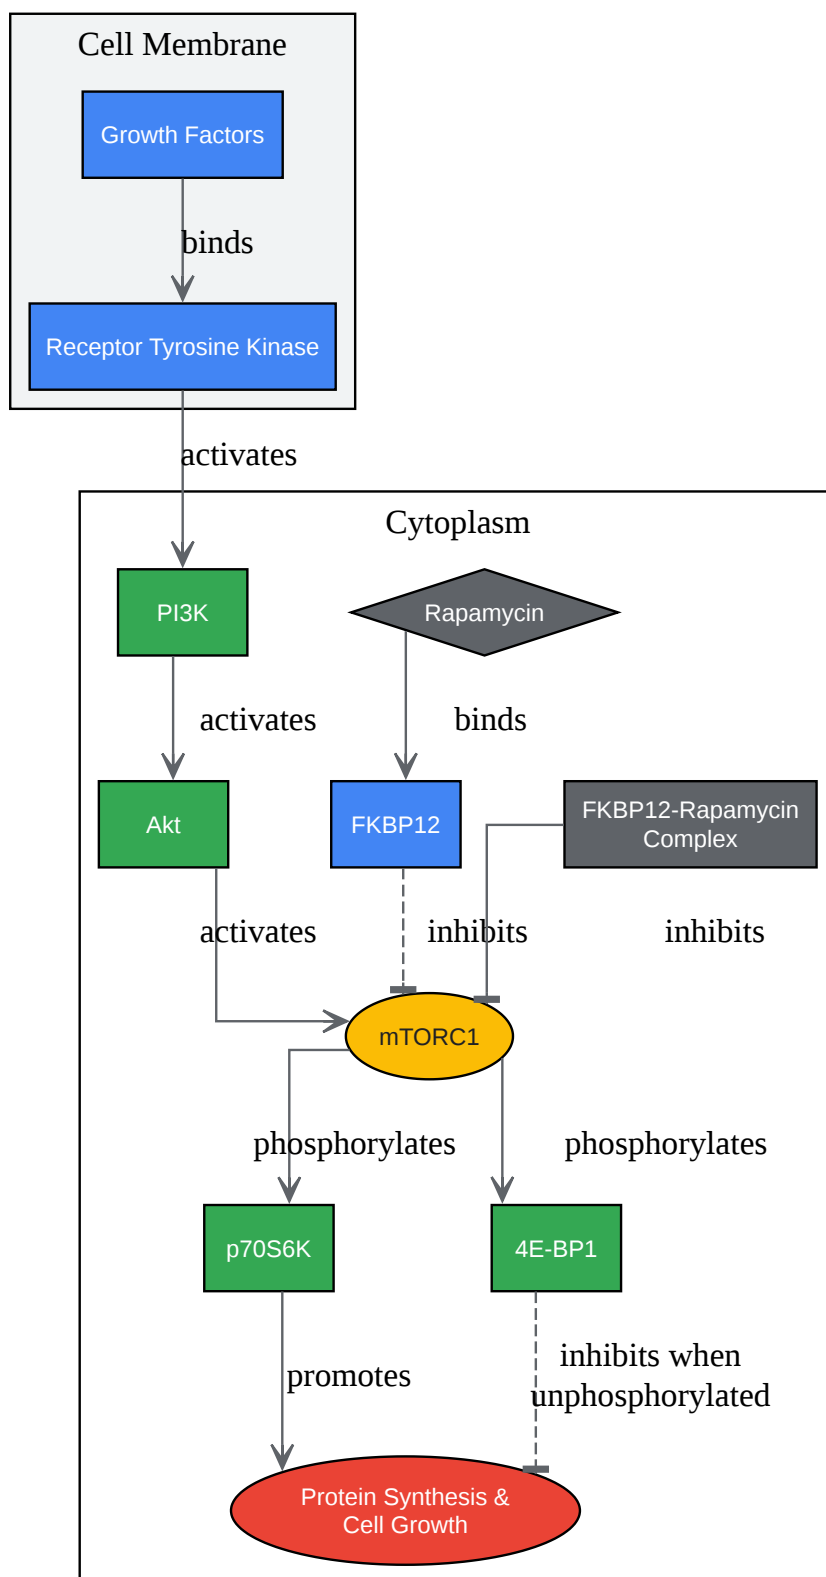 Cell Membrane
Growth Factors
binds
Receptor Tyrosine Kinase
activates
Cytoplasm
PI3K
Rapamycin
activates
binds
Akt
FKBP12
FKBP12-Rapamycin
Complex
activates
inhibits
inhibits
mTORC1
phosphorylates
phosphorylates
p70S6K
4E-BP1
promotes
inhibits when
unphosphorylated
Protein Synthesis &
Cell Growth